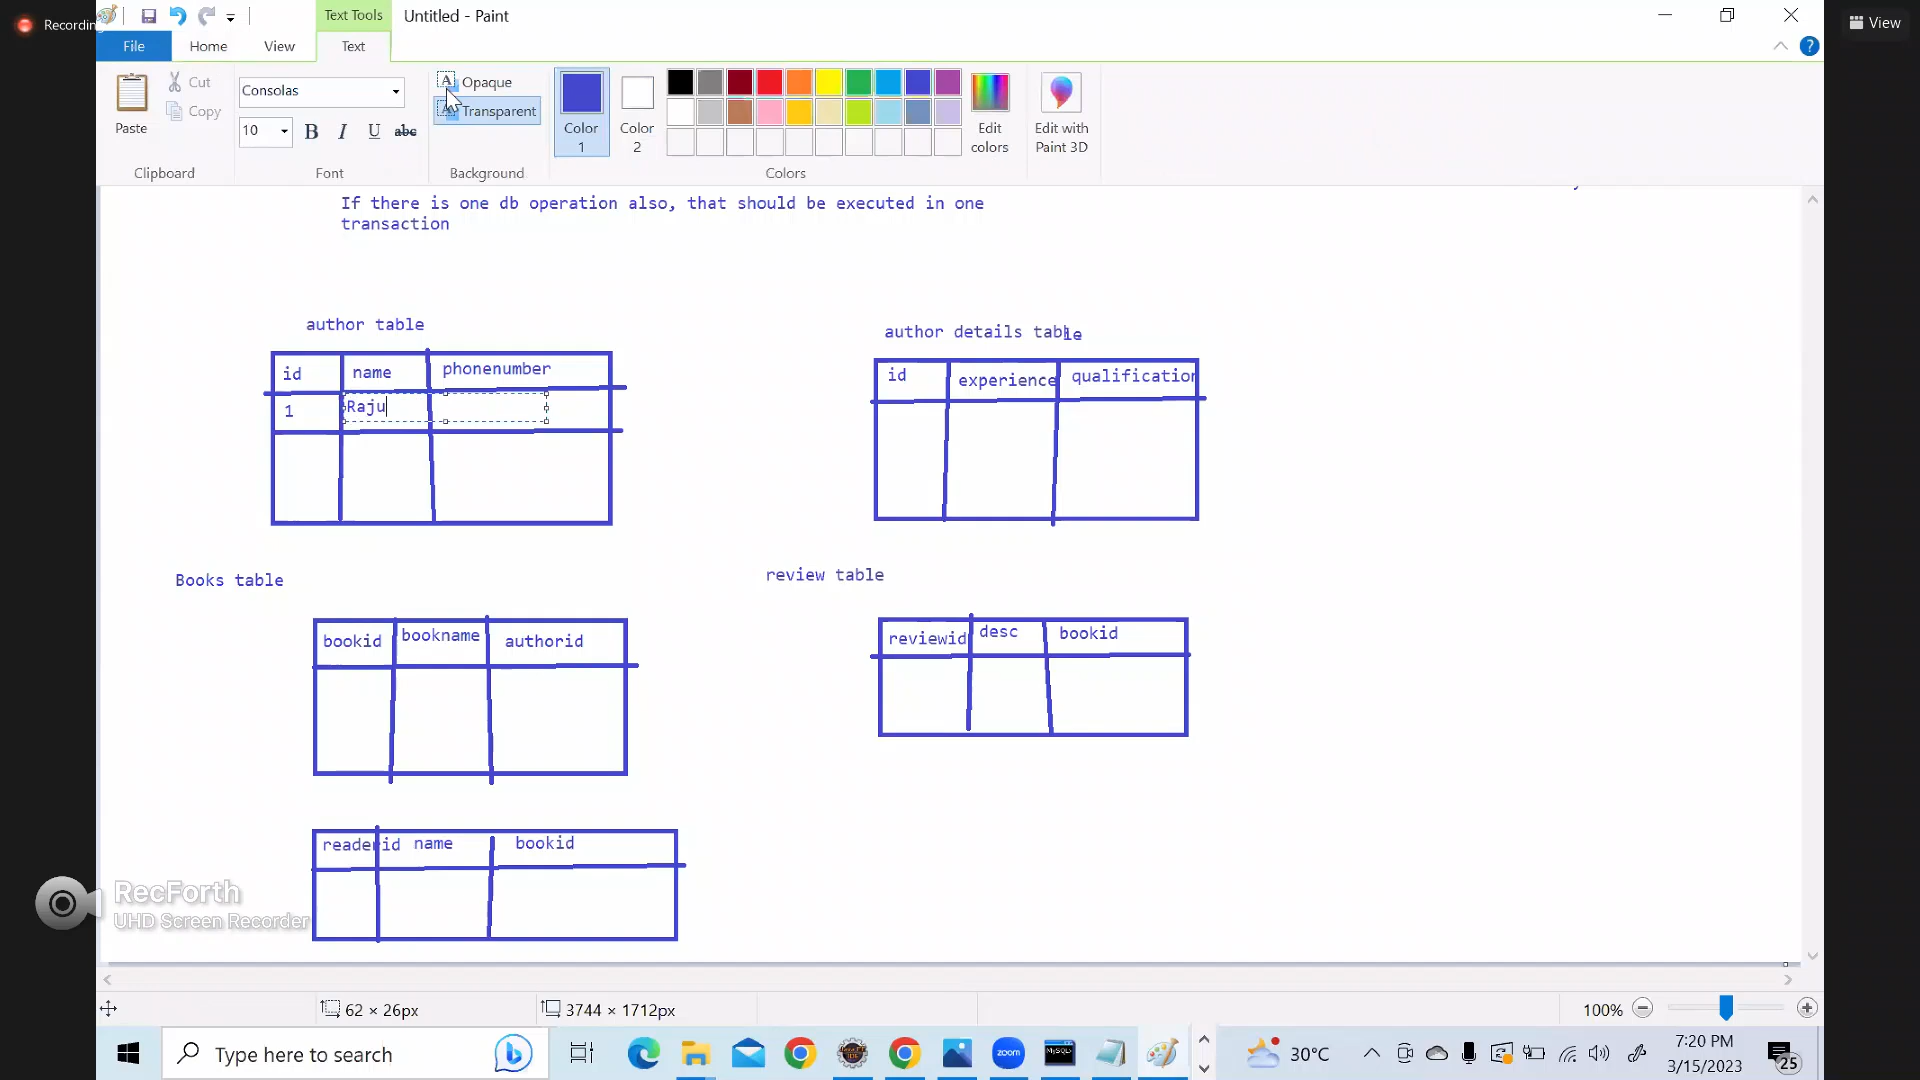 Recording
Text Tools
Untitled - Paint
View
File
Home
View
Text
?
Paste
Cut
Copy
Clipboard
Consolas
10
B I U abc
Font
A Opaque
A Transparent
Background
Color
1
Color
2
Edit
colors
Colors
Edit with
Paint 3D
If there is one db operation also, that should be executed in one
transaction
author table
id name phonenumber
1 Raju
author details table
id experience qualification
Books table
bookid bookname authorid
review table
reviewid desc bookid
readerid name bookid
RecForth
UHD Screen Recorder
62 × 26px
3744 × 1712px
100%
Type here to search
zoom
MySQL
30°C
7:20 PM
3/15/2023
25